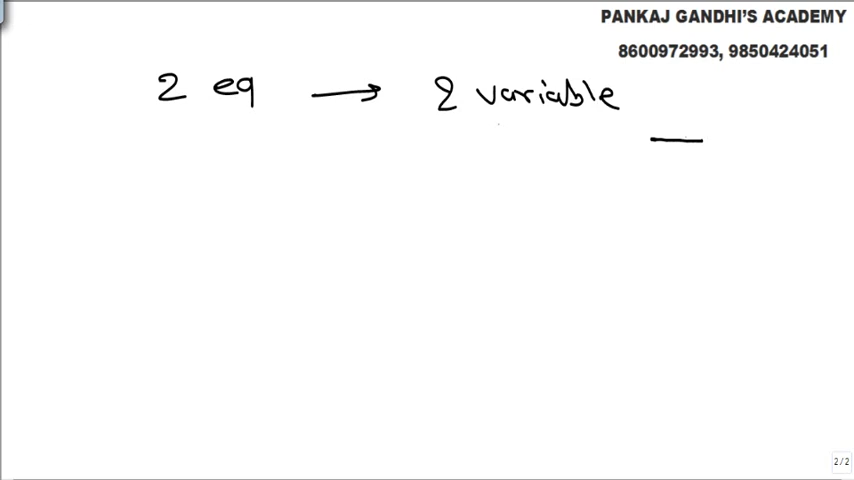 PANKAJ GANDHI'S ACADEMY
8600972993, 9850424051
2 eq → 2 variable
2/2